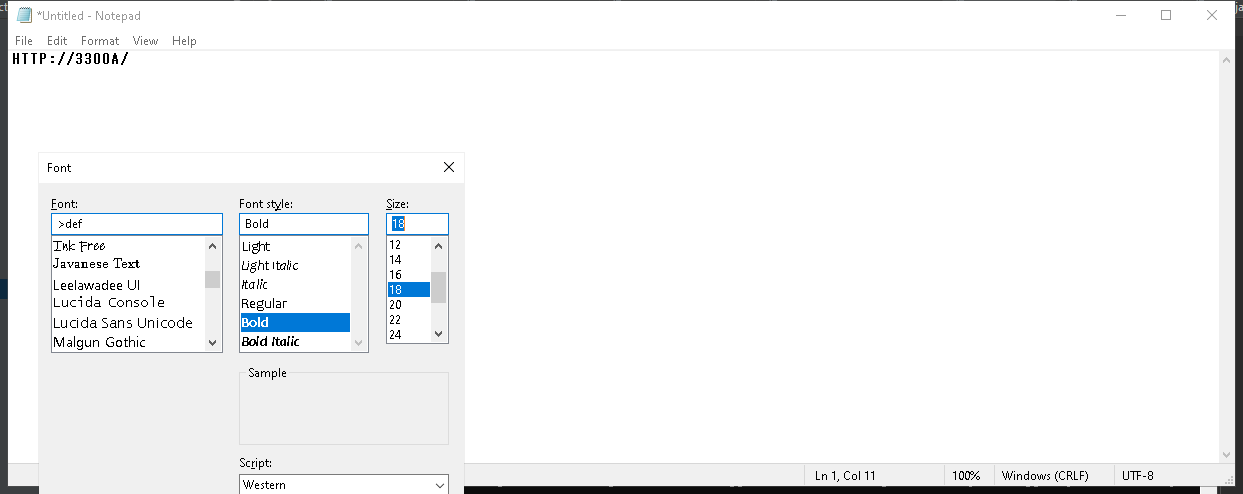 *Untitled - Notepad
File Edit Format View Help
HTTP://3300A/
Font
Font: Font style: Size:
>def Bold 18
Ink Free
Javanese Text
Leelawadee UI
Lucida Console
Lucida Sans Unicode
Malgun Gothic
Light
Light Italic
Italic
Regular
Bold
Bold Italic
12
14
16
18
20
22
24
Sample
Script:
Western
Ln 1, Col 11 100% Windows (CRLF) UTF-8